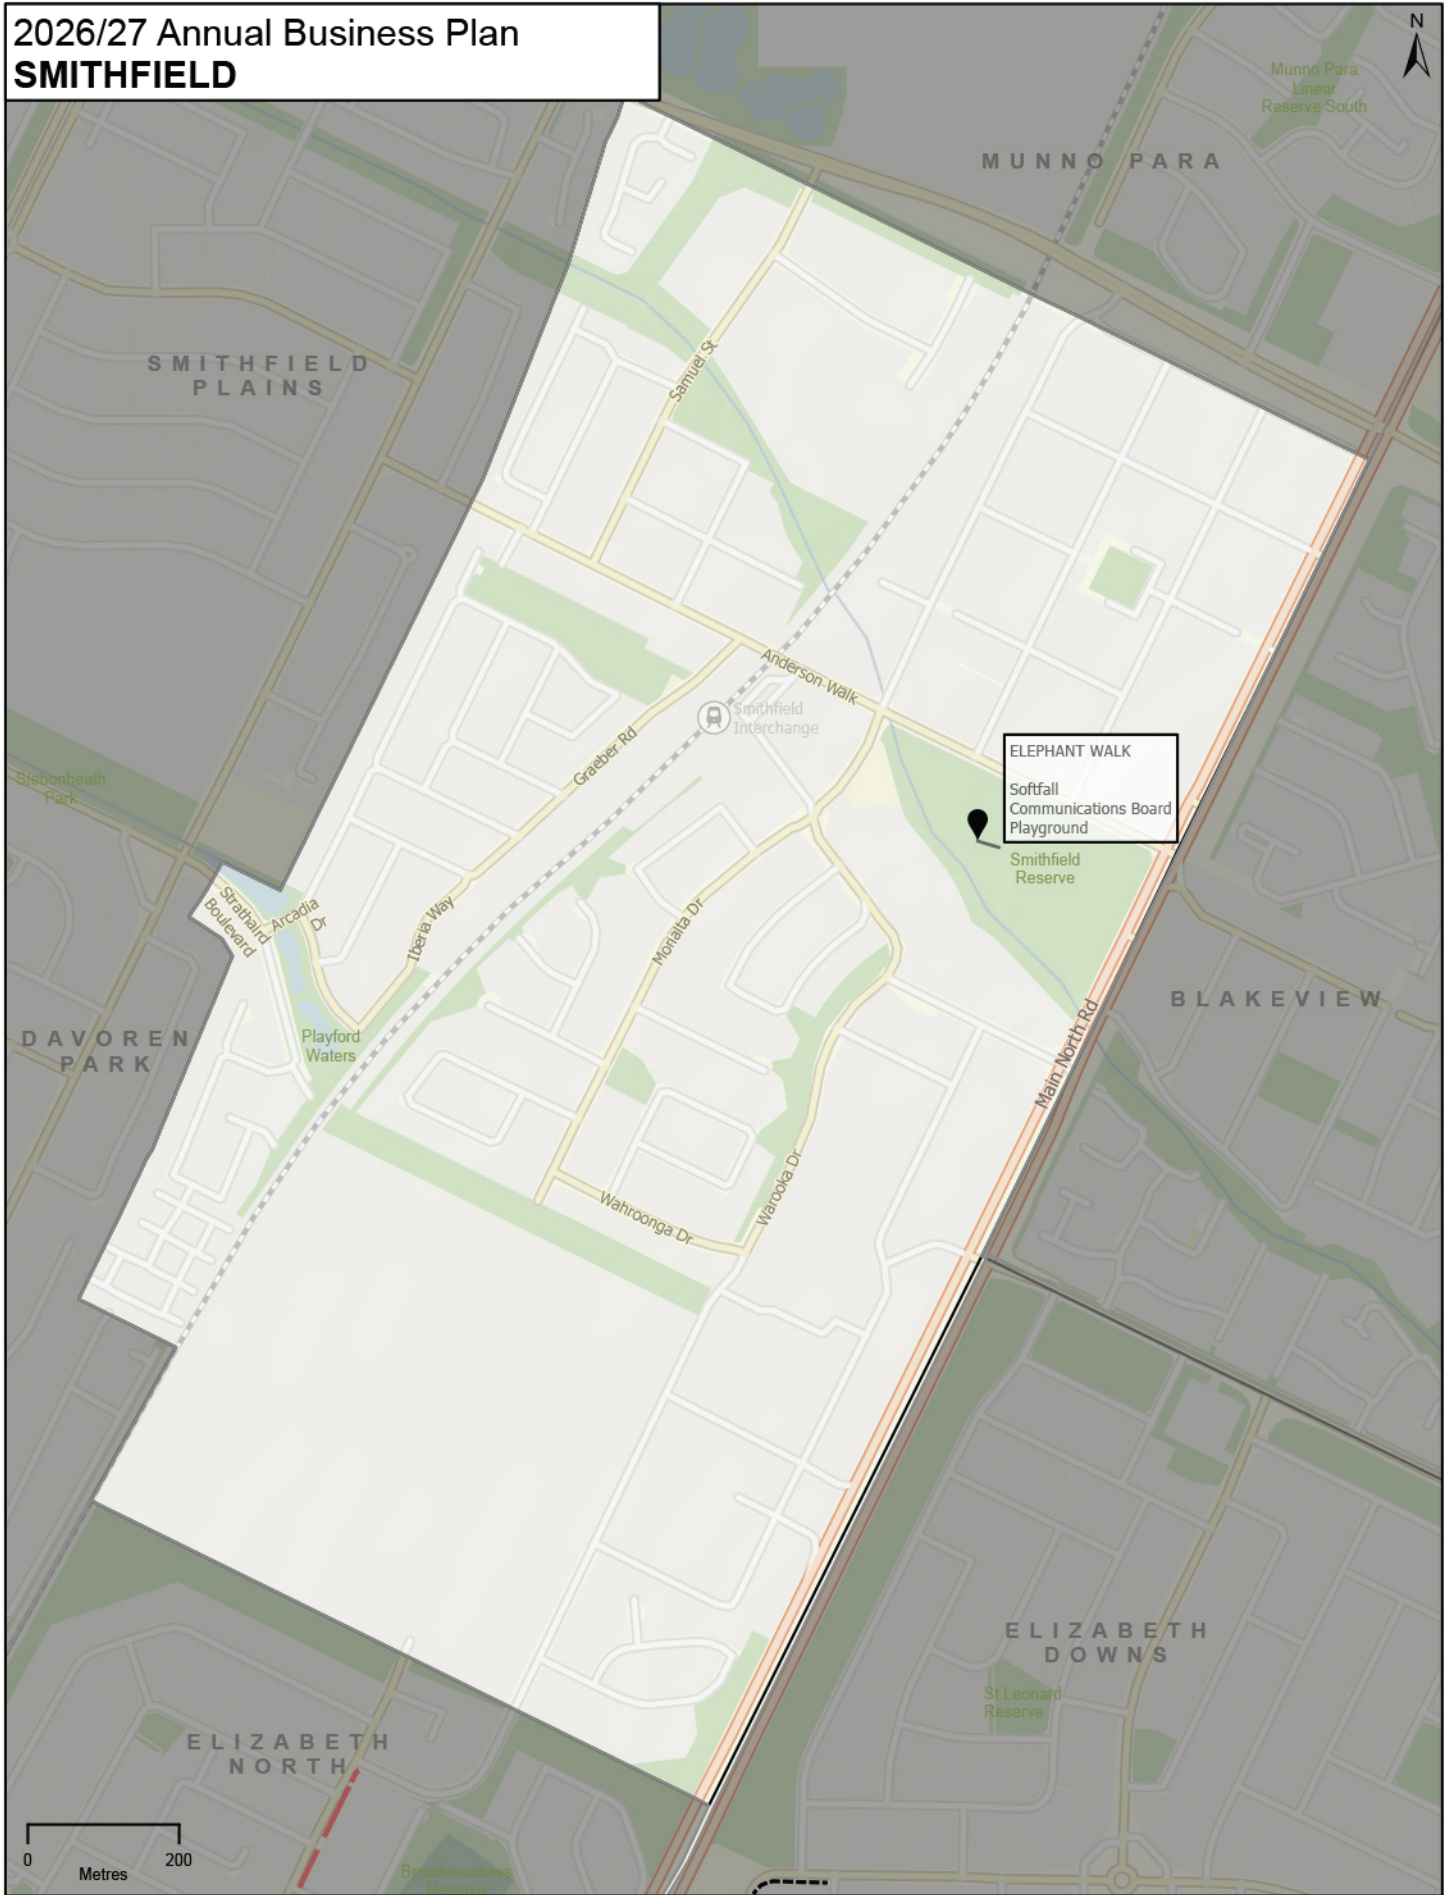 2026/27 Annual Business Plan
SMITHFIELD
N
Munno Para
Linear
Reserve South
MUNNO PARA
SMITHFIELD
PLAINS
Samuel St
Anderson Walk
Smithfield
Interchange
Graeber Rd
ELEPHANT WALK
Softfall
Communications Board
Playground
Smithfield
Reserve
Stebonheath
Park
Strathaird
Boulevard
Arcadia
Dr
Iberia Way
Morialta Dr
BLAKEVIEW
Main North Rd
DAVOREN
PARK
Playford
Waters
Warooka Dr
Wahroonga Dr
ELIZABETH
DOWNS
St Leonard
Reserve
ELIZABETH
NORTH
0
200
Metres
Broadmeadows
Reserve